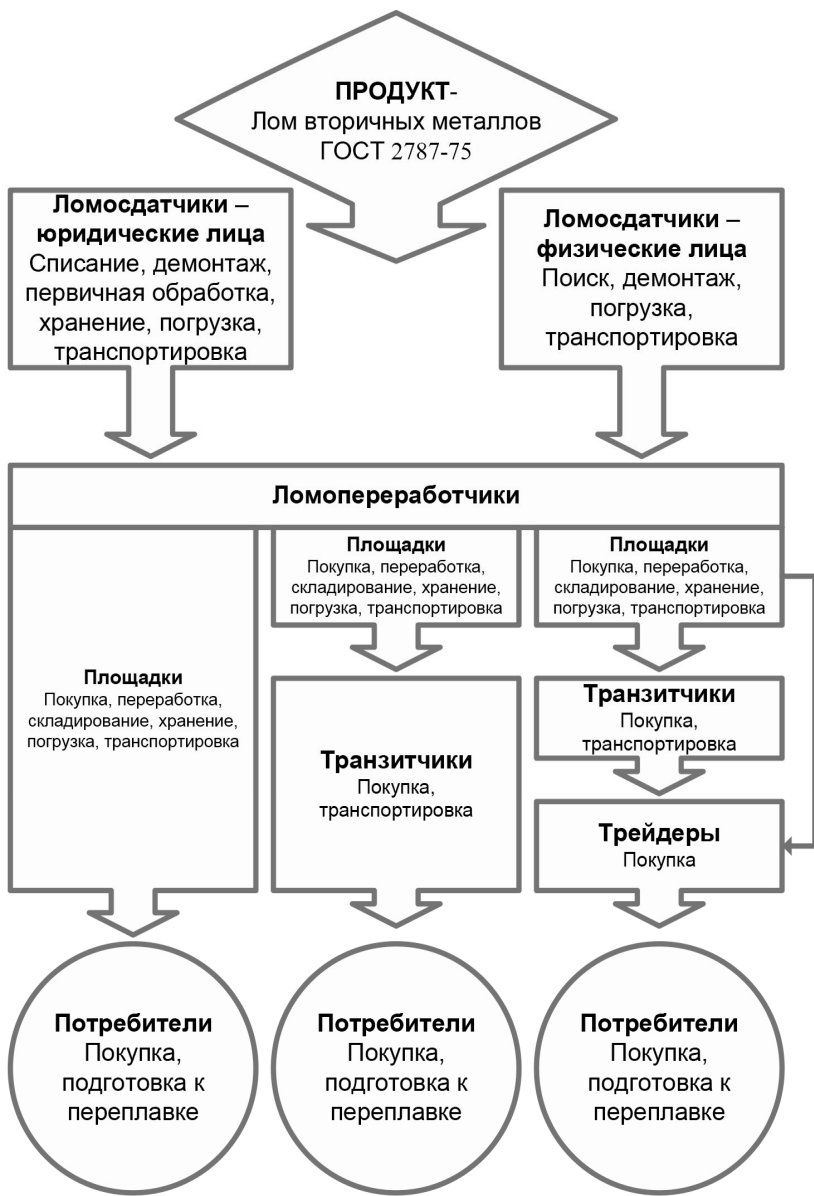 ПРОДУКТ-
Лом вторичных металлов
ГОСТ 2787-75
Ломосдатчики –
юридические лица
Списание, демонтаж,
первичная обработка,
хранение, погрузка,
транспортировка
Ломосдатчики –
физические лица
Поиск, демонтаж,
погрузка,
транспортировка
Ломопереработчики
Площадки
Покупка, переработка,
складирование, хранение,
погрузка, транспортировка
Площадки
Покупка, переработка,
складирование, хранение,
погрузка, транспортировка
Транзитчики
Покупка,
транспортировка
Площадки
Покупка, переработка,
складирование, хранение,
погрузка, транспортировка
Транзитчики
Покупка,
транспортировка
Трейдеры
Покупка
Потребители
Покупка,
подготовка к
переплавке
Потребители
Покупка,
подготовка к
переплавке
Потребители
Покупка,
подготовка к
переплавке